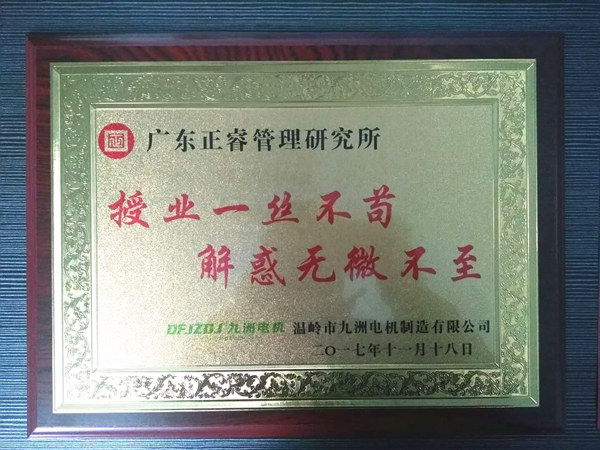 广东正睿管理研究所
授业一丝不苟
解惑无微不至
DFJZDJ 九洲电机 温岭市九洲电机制造有限公司
二〇一七年十一月十八日